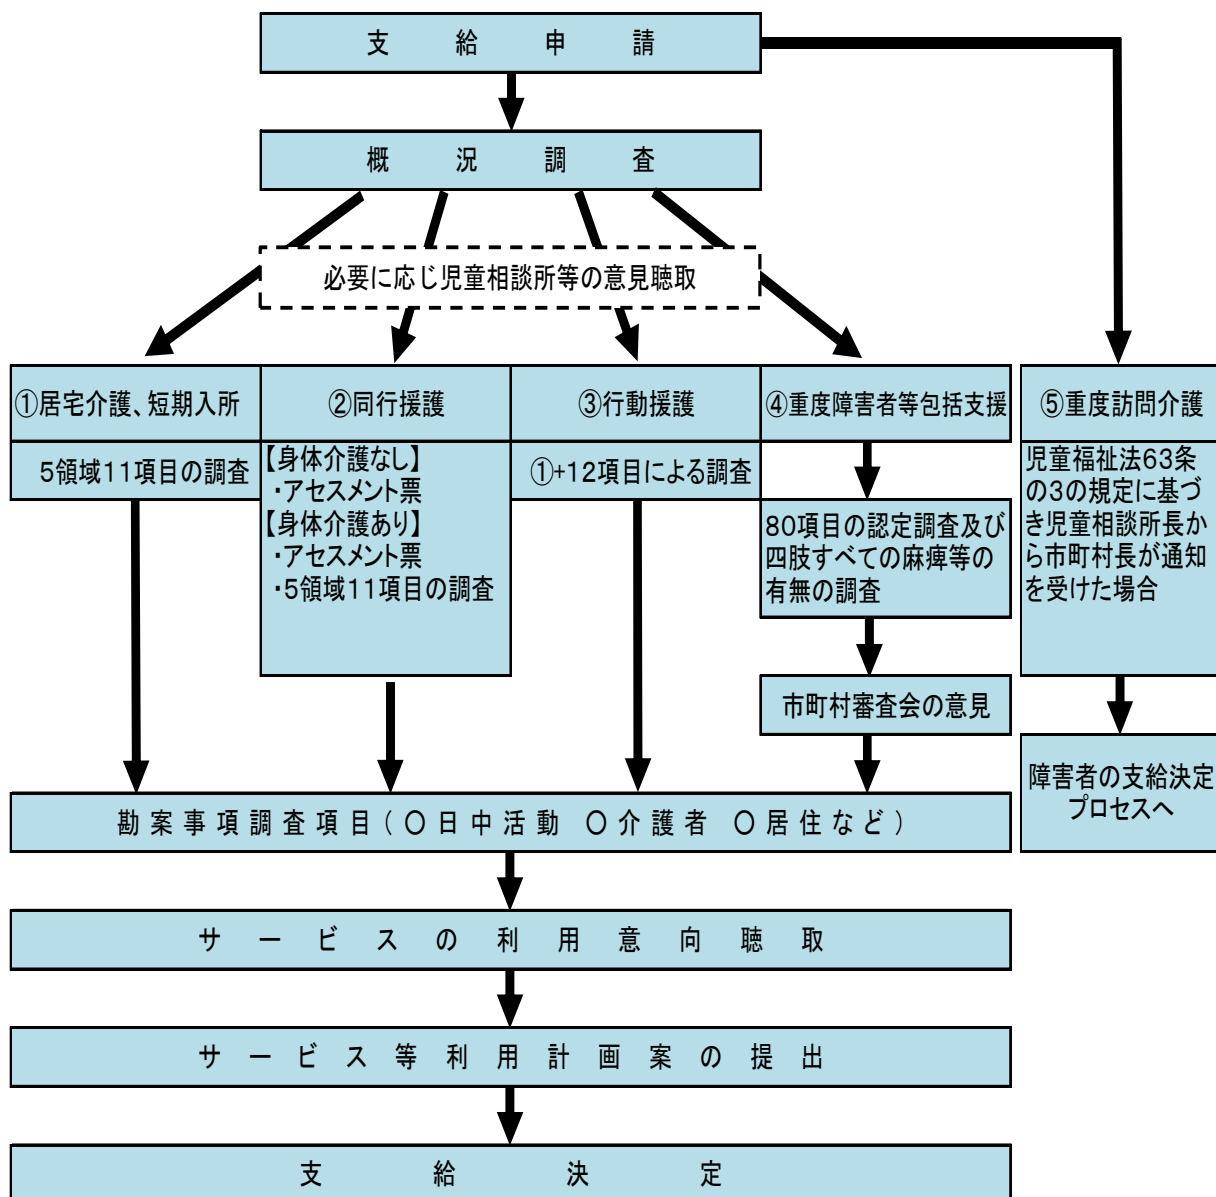 支給申請
概況調査
必要に応じ児童相談所等の意見聴取
①居宅介護、短期入所
5領域11項目の調査
②同行援護
【身体介護なし】
・アセスメント票
【身体介護あり】
・アセスメント票
・5領域11項目の調査
③行動援護
①+12項目による調査
④重度障害者等包括支援
80項目の認定調査及び
四肢すべての麻痺等の
有無の調査
市町村審査会の意見
⑤重度訪問介護
児童福祉法63条
の3の規定に基づ
き児童相談所長か
ら市町村長が通知
を受けた場合
障害者の支給決定
プロセスへ
勘案事項調査項目(〇日中活動 〇介護者 〇居住など)
サービスの利用意向聴取
サービス等利用計画案の提出
支給決定